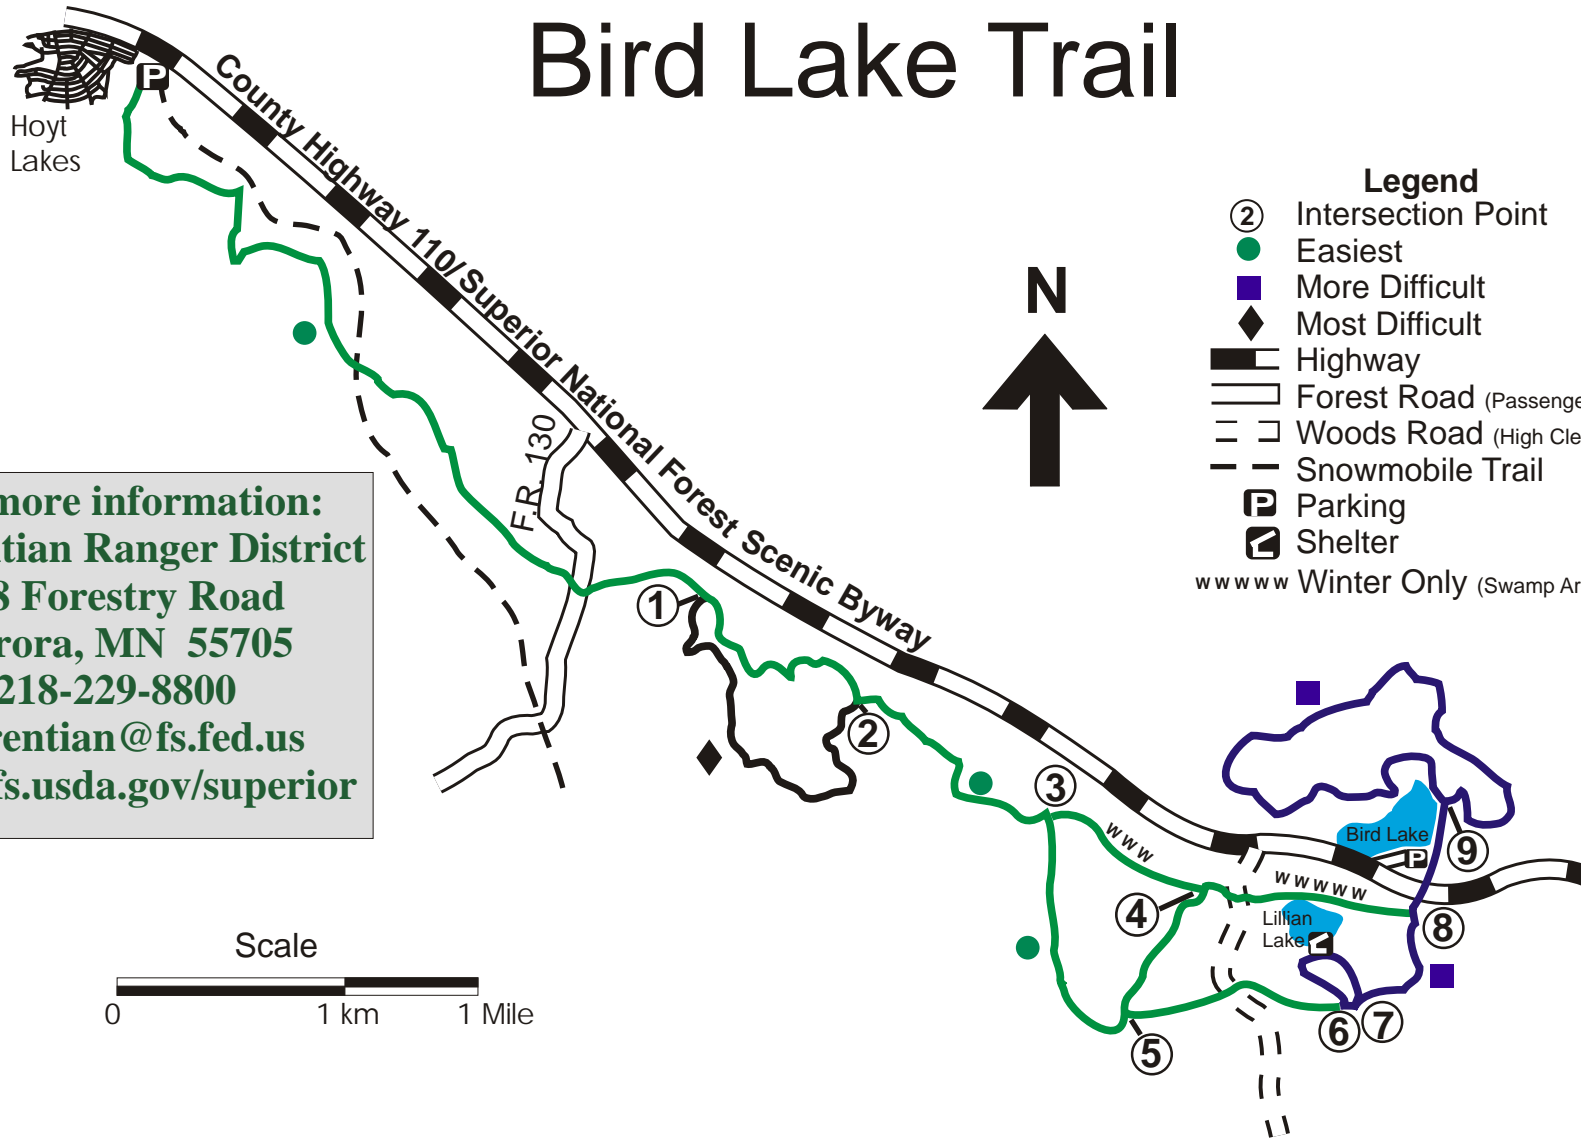 Bird Lake Trail
Hoyt
Lakes
P
County Highway 110/ Superior National Forest Scenic Byway
F.R. 130
N
Legend
2 Intersection Point
Easiest
More Difficult
Most Difficult
Highway
Forest Road (Passenge
Woods Road (High Cle
Snowmobile Trail
P Parking
Shelter
wwwww Winter Only (Swamp Ar
more information:
tian Ranger District
8 Forestry Road
rora, MN 55705
218-229-8800
rentian@fs.fed.us
fs.usda.gov/superior
1
2
3
www
4
5
wwwww
Bird Lake
P
9
Lillian
Lake
8
6
7
Scale
0 1 km 1 Mile